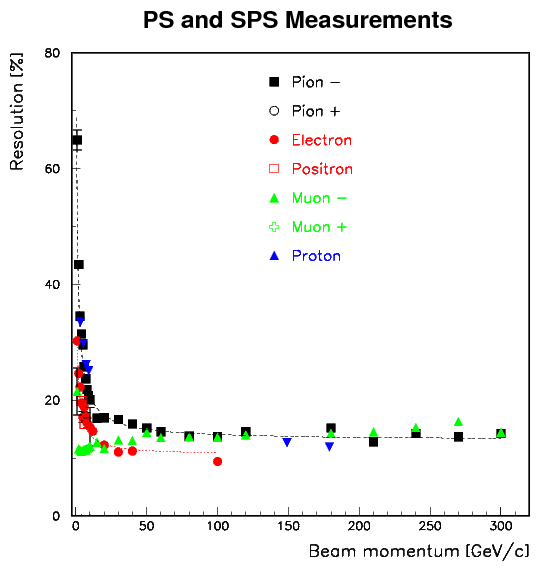 PS and SPS Measurements
Resolution [%]
80
60
40
20
0
Pion −
Pion +
Electron
Positron
Muon −
Muon +
Proton
0 50 100 150 200 250 300
Beam momentum [GeV/c]